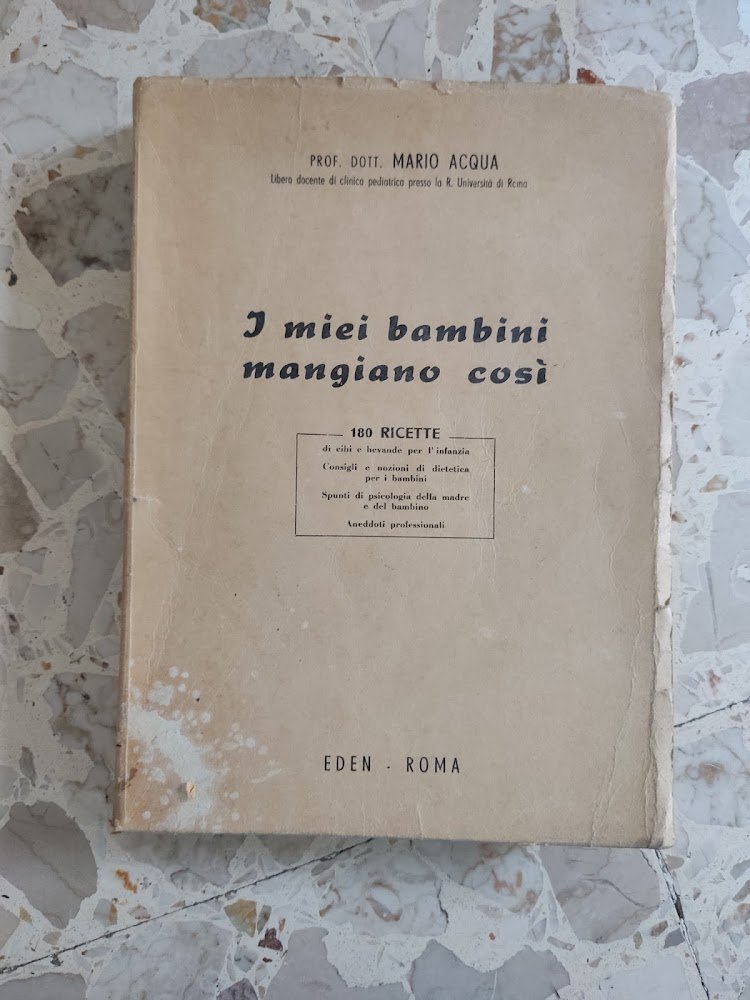 PROF. DOTT. MARIO ACQUA
Libero docente di clinica pediatrica presso la R. Università di Roma
I miei bambini
mangiano così
180 RICETTE
di cibi e bevande per l'infanzia
Consigli e nozioni di dietetica
per i bambini
Spunti di psicologia della madre
e del bambino
Aneddoti professionali
EDEN - ROMA